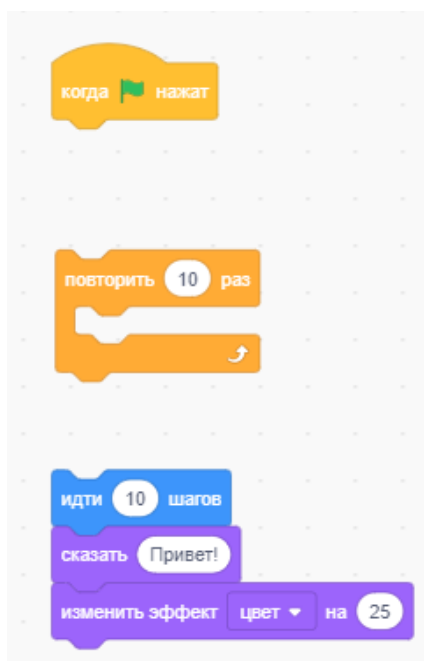 когда нажат
повторить 10 раз
идти 10 шагов
сказать Привет!
изменить эффект цвет на 25